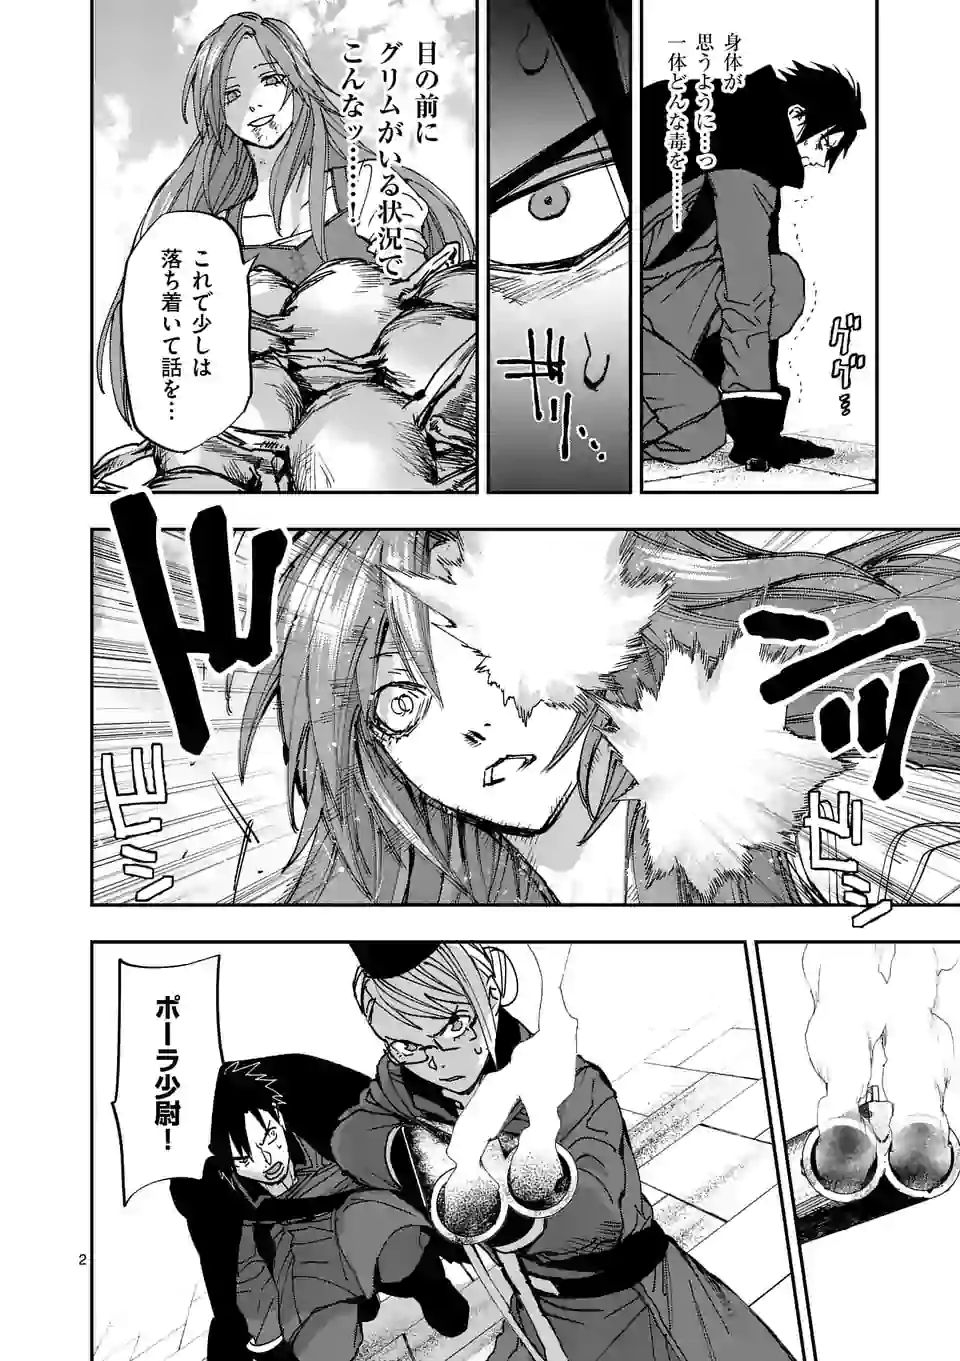 身体が
思うように…っ
一体どんな毒を……！
グググ…
ギリ…
目の前に
グリムがいる状況で
こんなッ………！
これで少しは
落ち着いて話を…
ドン
ドド
ビシ
ビシ
ポーラ少尉！
2